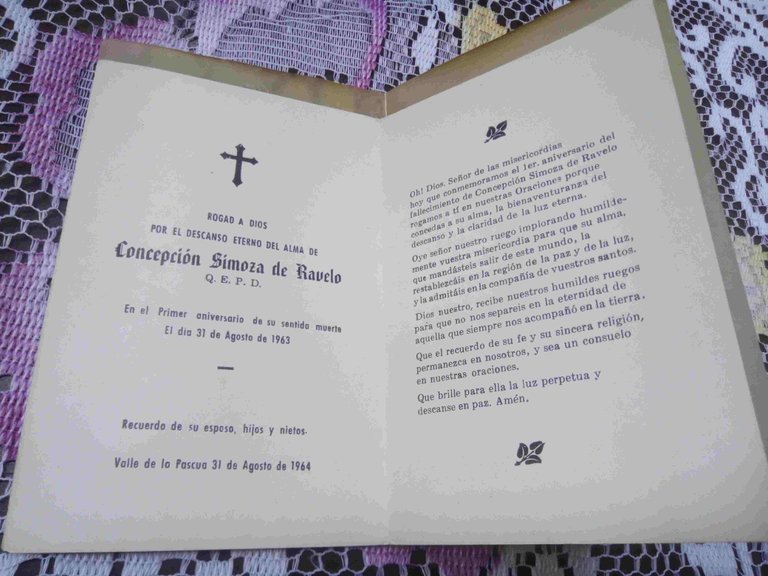 ROGAD A DIOS
POR EL DESCANSO ETERNO DEL ALMA DE
Concepción Simoza de Ravelo
Q. E. P. D.
En el Primer aniversario de su sentida muerte
El día 31 de Agosto de 1963
Recuerdo de su esposo, hijos y nietos.
Valle de la Pascua 31 de Agosto de 1964
Oh! Dios. Señor de las misericordias
hoy que conmemoramos el 1er. aniversario del
fallecimiento de Concepción Simoza de Ravelo
rogamos a tí en nuestras Oraciones porque
concedas a su alma, la bienaventuranza del
descanso y la claridad de la luz eterna.
Oye señor nuestro ruego implorando humilde-
mente vuestra misericordia para que su alma,
que mandásteis salir de este mundo, la
restablezcáis en la región de la paz y de la luz,
y la admitáis en la compañía de vuestros santos.
Dios nuestro, recibe nuestros humildes ruegos
para que no nos separeis en la eternidad de
aquella que siempre nos acompañó en la tierra.
Que el recuerdo de su fe y su sincera religión,
permanezca en nosotros, y sea un consuelo
en nuestras oraciones.
Que brille para ella la luz perpetua y
descanse en paz. Amén.